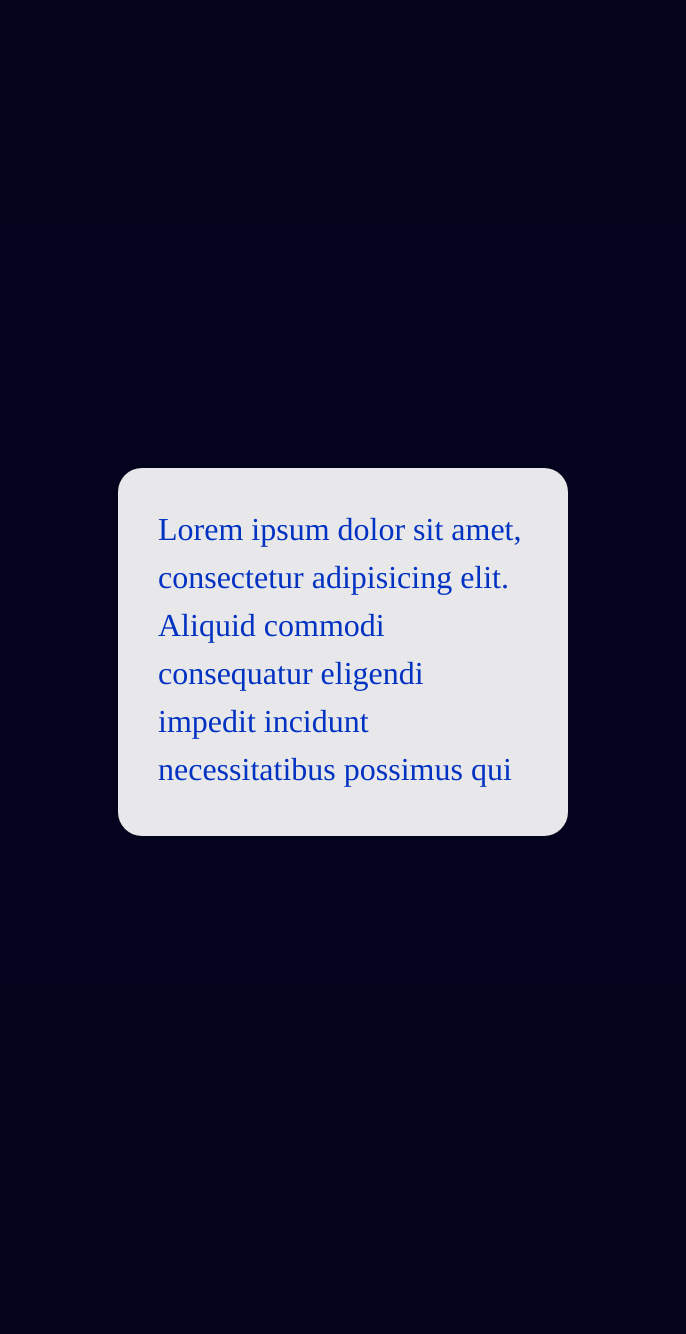 Lorem ipsum dolor sit amet,
consectetur adipisicing elit.
Aliquid commodi
consequatur eligendi
impedit incidunt
necessitatibus possimus qui